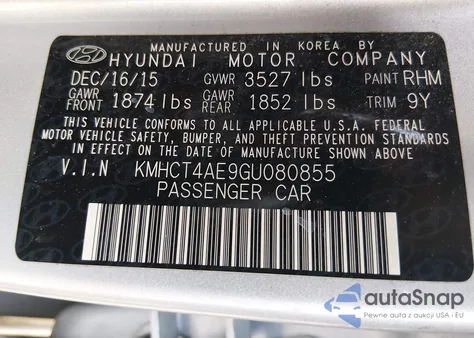 MANUFACTURED IN KOREA BY
HYUNDAI MOTOR COMPANY
DEC/16/15 GVWR 3527 lbs PAINT RHM
GAWR FRONT 1874 lbs GAWR REAR 1852 lbs TRIM 9Y
THIS VEHICLE CONFORMS TO ALL APPLICABLE U.S.A. FEDERAL
MOTOR VEHICLE SAFETY, BUMPER, AND THEFT PREVENTION STANDARDS
IN EFFECT ON THE DATE OF MANUFACTURE SHOWN ABOVE.
V.I.N KMHCT4AE9GU080855
PASSENGER CAR
autoSnap
Pewne auta z aukcji USA i EU